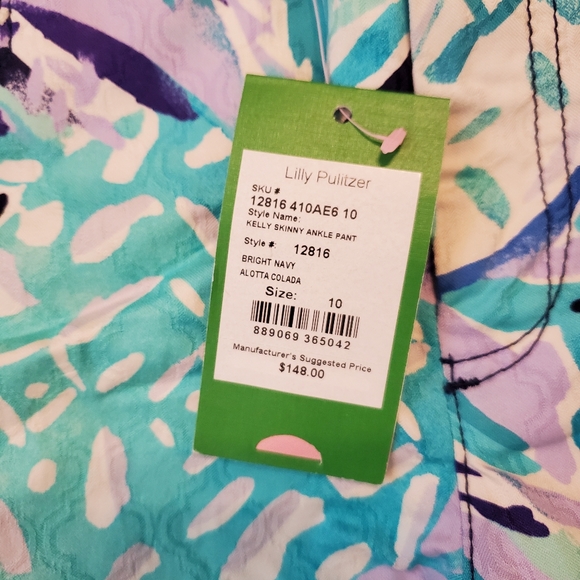 Lilly Pulitzer
SKU #
12816 410AE6 10
Style Name:
KELLY SKINNY ANKLE PANT
Style #: 12816
BRIGHT NAVY
ALOTTA COLADA
Size: 10
889069 365042
Manufacturer's Suggested Price
$148.00